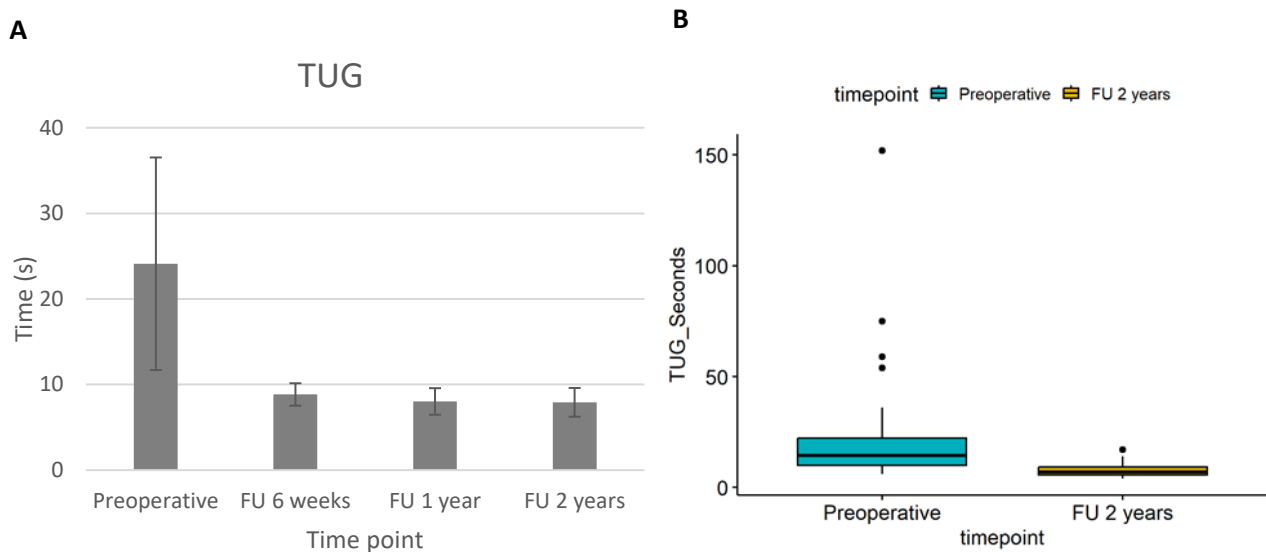 A
TUG
40
30
20
10
0
Time (s)
Preoperative FU 6 weeks FU 1 year FU 2 years
Time point
B
timepoint Preoperative FU 2 years
150
100
50
0
TUG_Seconds
Preoperative FU 2 years
timepoint